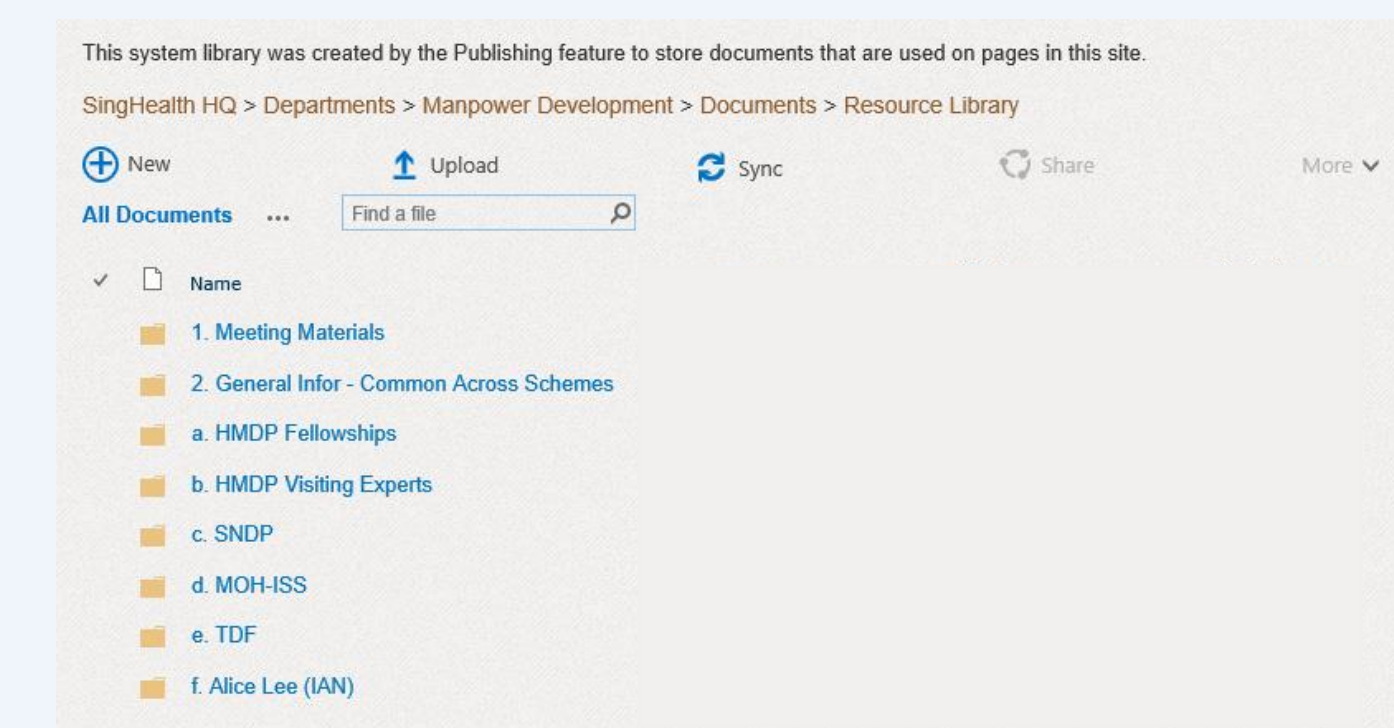 This system library was created by the Publishing feature to store documents that are used on pages in this site.
SingHealth HQ > Departments > Manpower Development > Documents > Resource Library
New Upload Sync Share More
All Documents ... Find a file
Name
1. Meeting Materials
2. General Infor - Common Across Schemes
a. HMDP Fellowships
b. HMDP Visiting Experts
c. SNDP
d. MOH-ISS
e. TDF
f. Alice Lee (IAN)